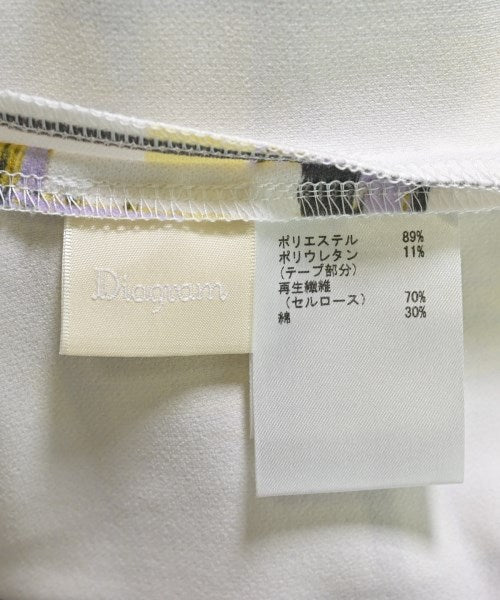 Diagram
ポリエステル 89%
ポリウレタン 11%
(テープ部分)
再生繊維
(セルロース) 70%
綿 30%